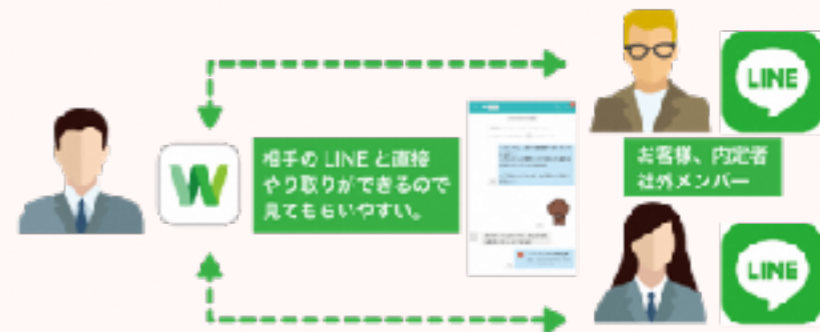 相手の LINE と直接
やり取りができるので
見てもらいやすい。
LINE
お客様、内定者
社外メンバー
LINE
W